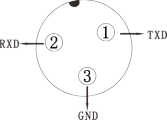 ① TXD
RXD ②
③
GND